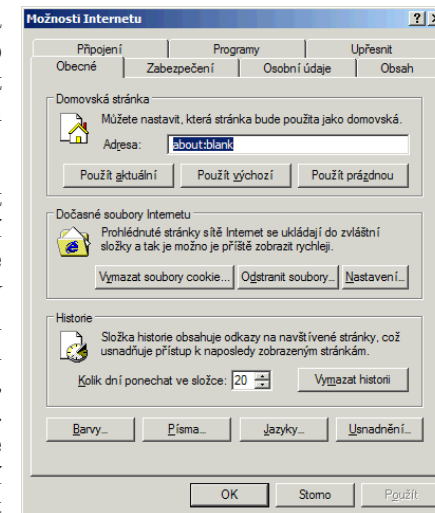 Možnosti Internetu
Připojení Programy Upřesnit
Obecné Zabezpečení Osobní údaje Obsah
Domovská stránka
Můžete nastavit, která stránka bude použita jako domovská.
Adresa: about:blank
Použít aktuální Použít výchozí Použít prázdnou
Dočasné soubory Internetu
Prohlédnuté stránky sítě Internet se ukládají do zvláštní
složky a tak je možno je příště zobrazit rychleji.
Vymazat soubory cookie... Odstranit soubory... Nastavení...
Historie
Složka historie obsahuje odkazy na navštívené stránky, což
usnadňuje přístup k naposledy zobrazeným stránkám.
Kolik dní ponechat ve složce: 20 Vymazat historii
Barvy... Písma... Jazyky... Usnadnění...
OK Storno Použít